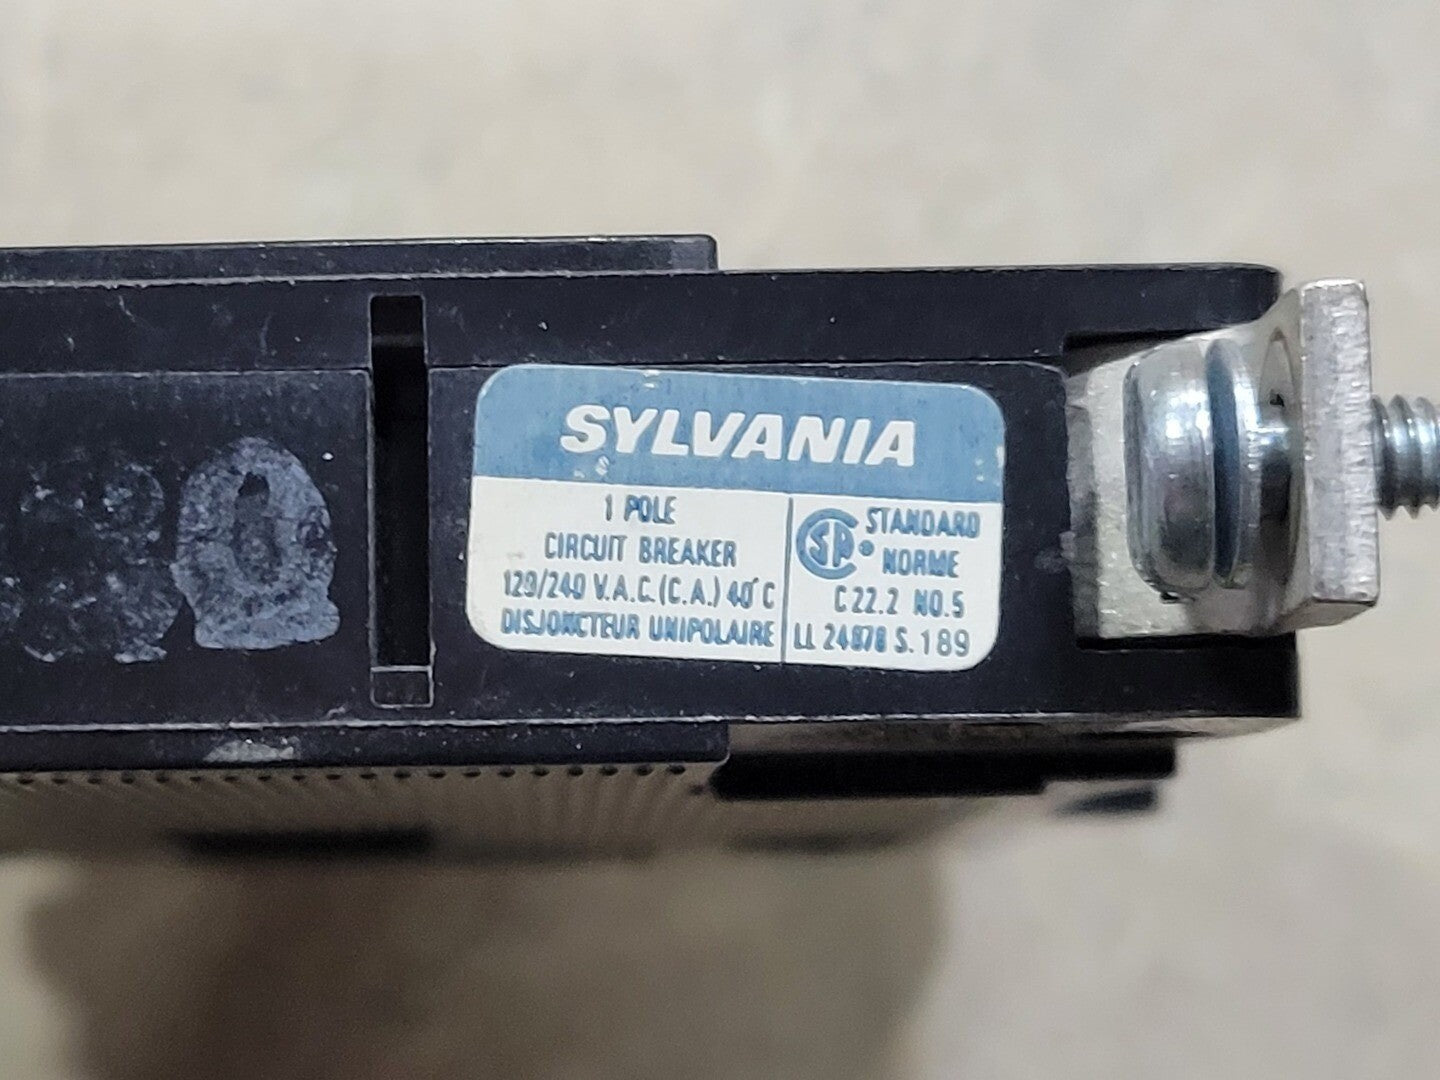 SYLVANIA
1 POLE
CIRCUIT BREAKER
120/240 V.A.C. (C.A.) 40°C
DISJONCTEUR UNIPOLAIRE
SP® STANDARD
NORME
C22.2 NO.5
LL 24878 S.189